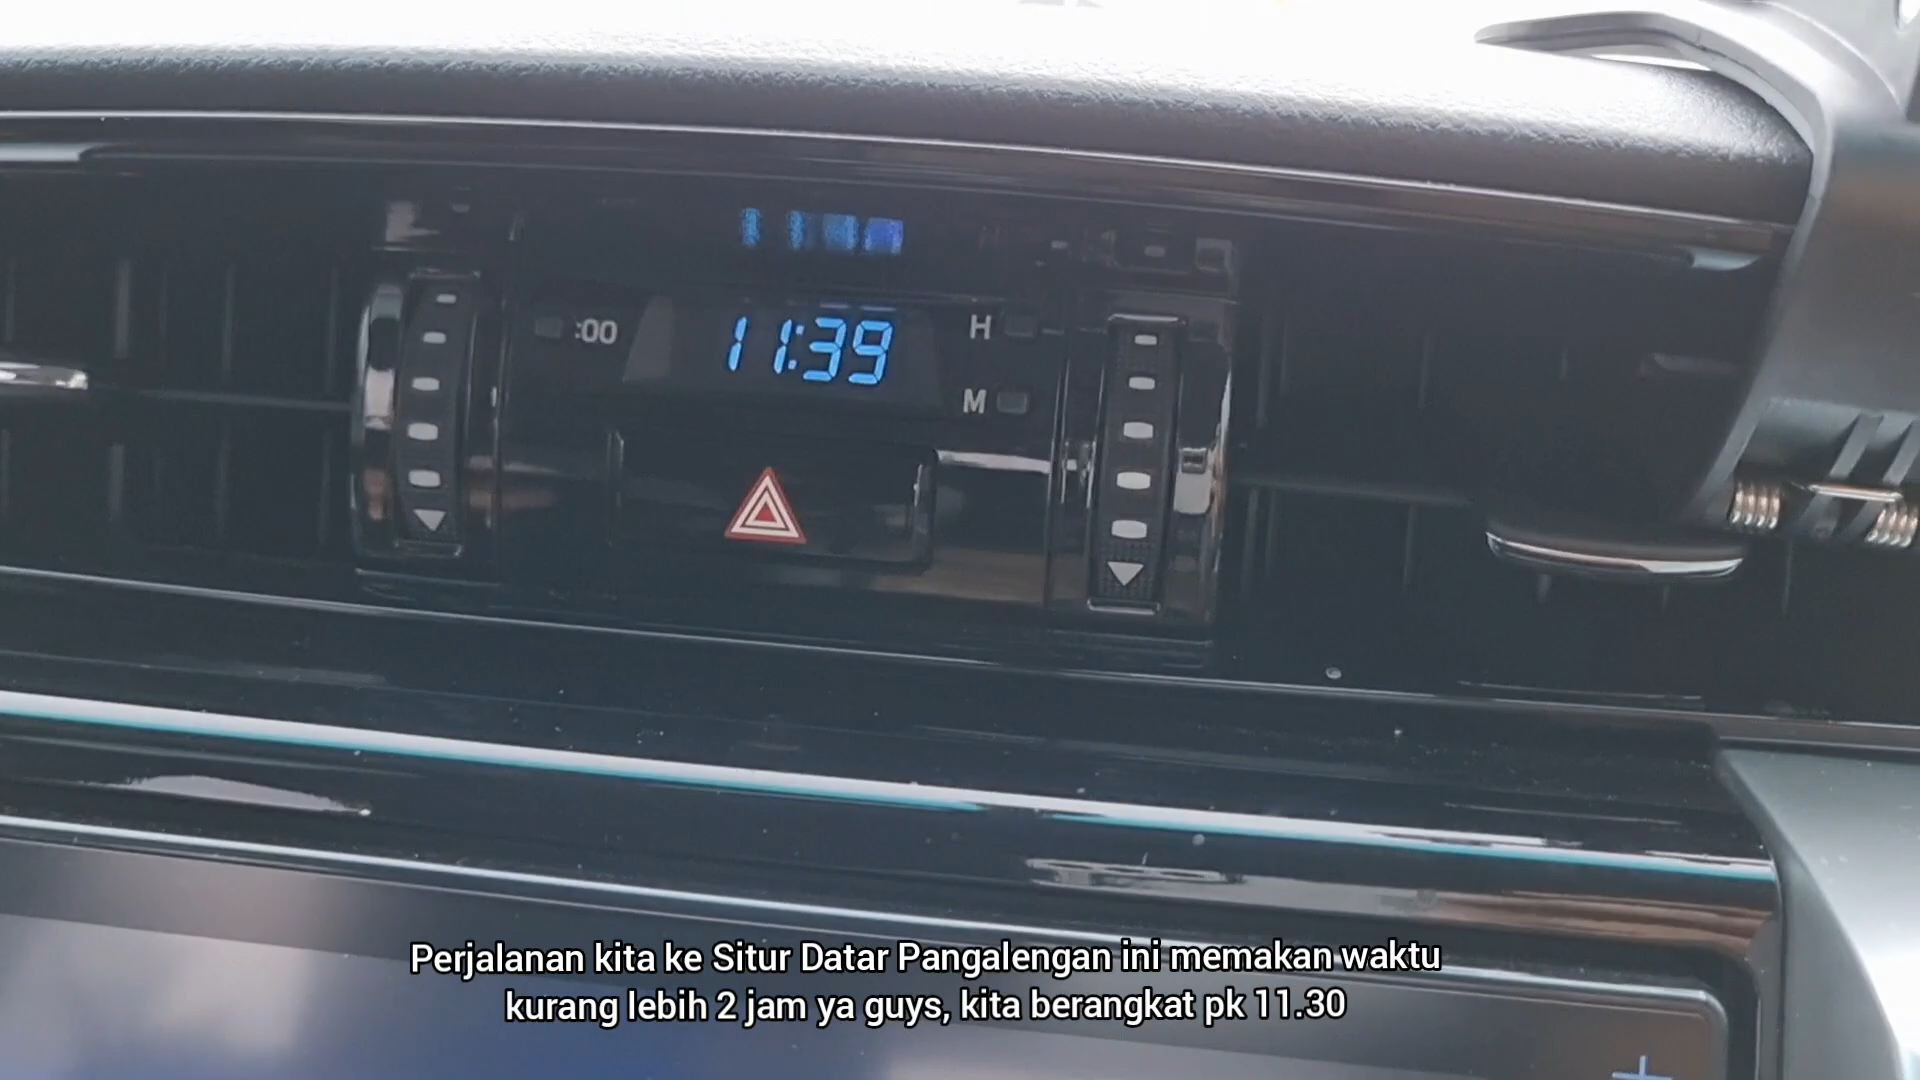 :00
11:39
H
M
Perjalanan kita ke Situr Datar Pangalengan ini memakan waktu
kurang lebih 2 jam ya guys, kita berangkat pk 11.30